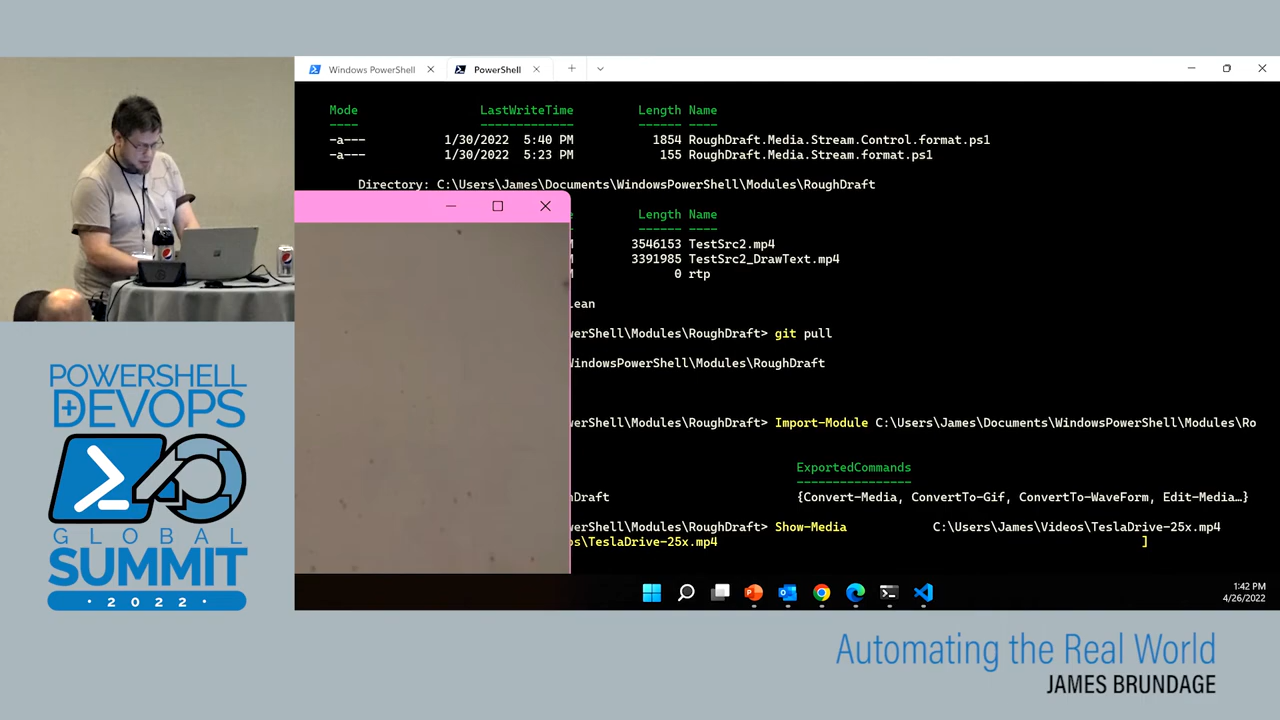 Windows PowerShell
PowerShell
Mode LastWriteTime Length Name
---- ------------- ------ ----
-a--- 1/30/2022 5:40 PM 1854 RoughDraft.Media.Stream.Control.format.ps1
-a--- 1/30/2022 5:23 PM 155 RoughDraft.Media.Stream.format.ps1
Directory: C:\Users\James\Documents\WindowsPowerShell\Modules\RoughDraft
Length Name
------ ----
3546153 TestSrc2.mp4
3391985 TestSrc2_DrawText.mp4
0 rtp
ean
werShell\Modules\RoughDraft> git pull
WindowsPowerShell\Modules\RoughDraft
werShell\Modules\RoughDraft> Import-Module C:\Users\James\Documents\WindowsPowerShell\Modules\Ro
ExportedCommands
----------------
Draft {Convert-Media, ConvertTo-Gif, ConvertTo-WaveForm, Edit-Media…}
werShell\Modules\RoughDraft> Show-Media C:\Users\James\Videos\TeslaDrive-25x.mp4
os\TeslaDrive-25x.mp4 ]
1:42 PM
4/26/2022
POWERSHELL
DEVOPS
GLOBAL
SUMMIT
· 2022 ·
Automating the Real World
JAMES BRUNDAGE